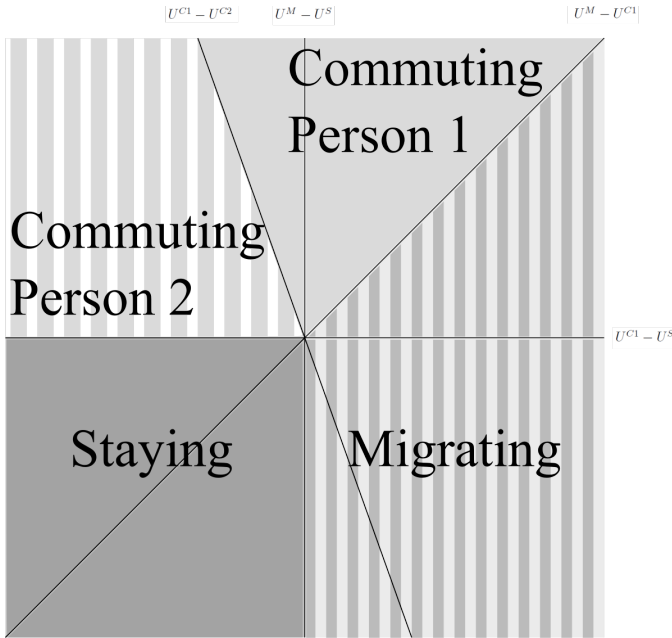 $U^{C1} - U^{C2}$
$U^M - U^S$
$U^M - U^{C1}$
Commuting
Person 1
Commuting
Person 2
$U^{C1} - U^S$
Staying
Migrating